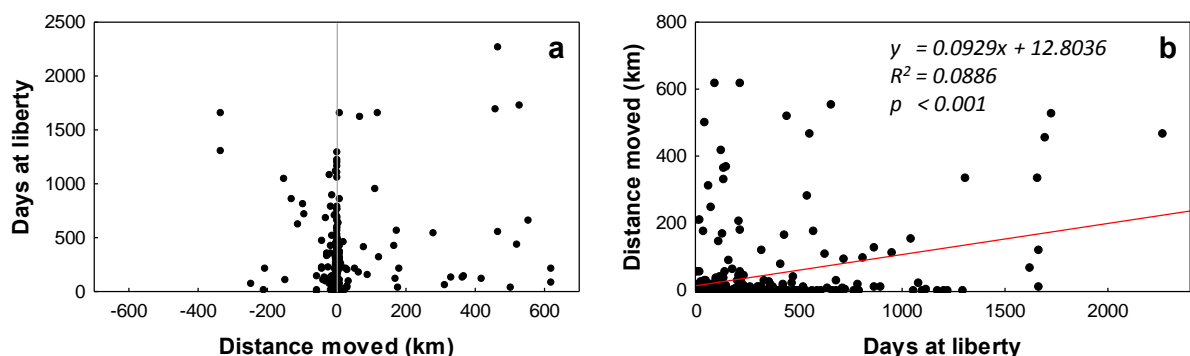 2500
2000
1500
1000
500
0
Days at liberty
a
-600 -400 -200 0 200 400 600
Distance moved (km)
800
600
400
200
0
Distance moved (km)
b
y = 0.0929x + 12.8036
R² = 0.0886
p < 0.001
0 500 1000 1500 2000
Days at liberty